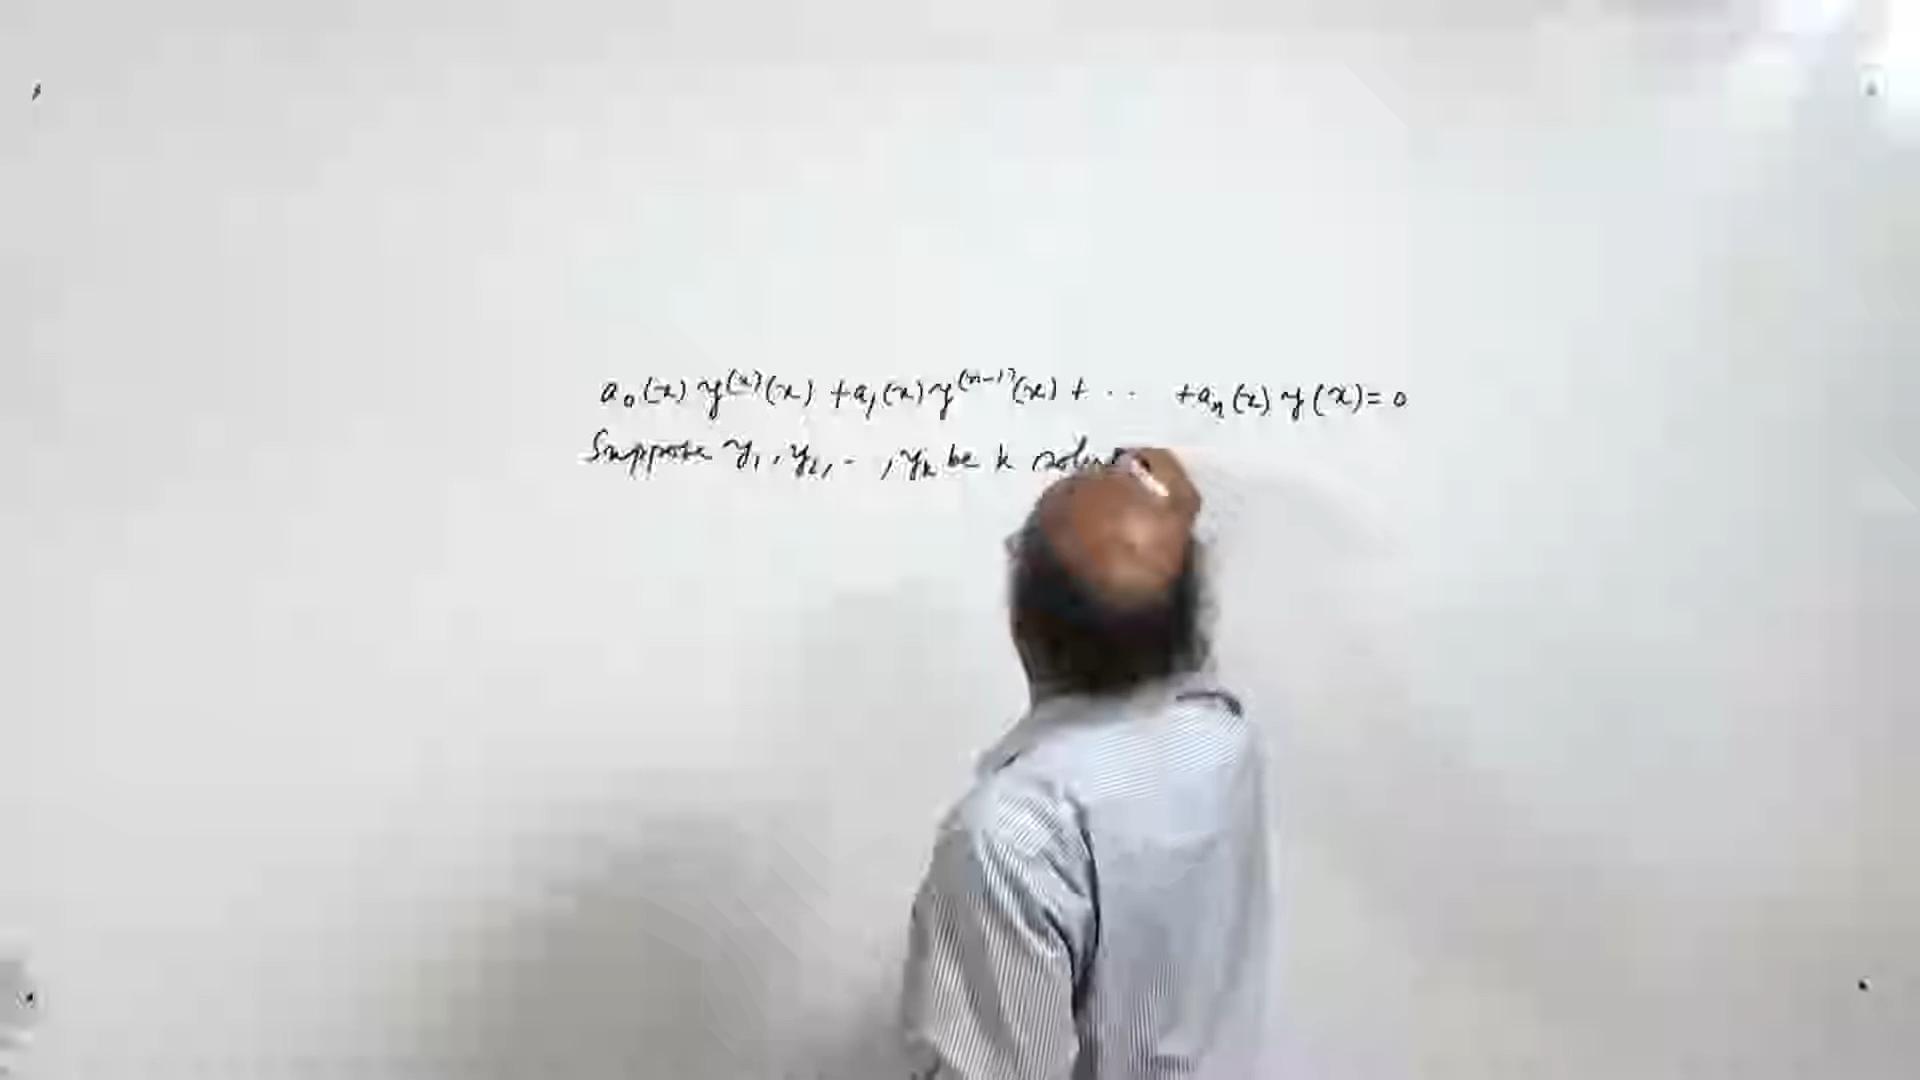 a₀(x) y⁽ⁿ⁾(x) + a₁(x) y⁽ⁿ⁻¹⁾(x) + ·· + aₙ(x) y(x) = 0
Suppose y₁, y₂, - , yₖ be k